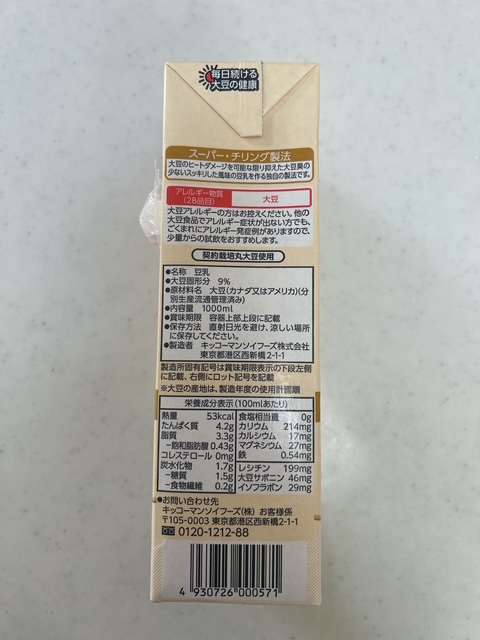 毎日続ける
大豆の健康
スーパー・チリング製法
大豆のヒートダメージを可能な限り抑えた大豆臭の
少ないスッキリした風味の豆乳を作る独自の製法です。
アレルギー物質
(28品目)
大豆
大豆アレルギーの方はお控えください。他の
大豆食品でアレルギー症状が出ない方でも、
ごくまれにアレルギー発症例がありますので、
少量からの試飲をおすすめします。
契約栽培丸大豆使用
●名称 豆乳
●大豆固形分 9%
●原材料名 大豆(カナダ又はアメリカ)(分
別生産流通管理済み)
●内容量 1000ml
●賞味期限 容器上部上段に記載
●保存方法 直射日光を避け、涼しい場所
に保存してください。
●製造者 キッコーマンソイフーズ株式会社
東京都港区西新橋2-1-1
製造所固有記号は賞味期限表示の下段左側
に記載、右側にロット記号を記載
※大豆の産地は、製造年度の使用計画順
栄養成分表示(100mlあたり)
熱量 53kcal
たんぱく質 4.2g
脂質 3.3g
-飽和脂肪酸 0.43g
コレステロール 0mg
炭水化物 1.7g
-糖質 1.5g
-食物繊維 0.2g
食塩相当量 0g
カリウム 214mg
カルシウム 17mg
マグネシウム 27mg
鉄 0.54mg
レシチン 199mg
大豆サポニン 46mg
イソフラボン 29mg
●お問い合わせ先
キッコーマンソイフーズ(株) お客様係
〒105-0003 東京都港区西新橋2-1-1
0120-1212-88
4 930726 000571